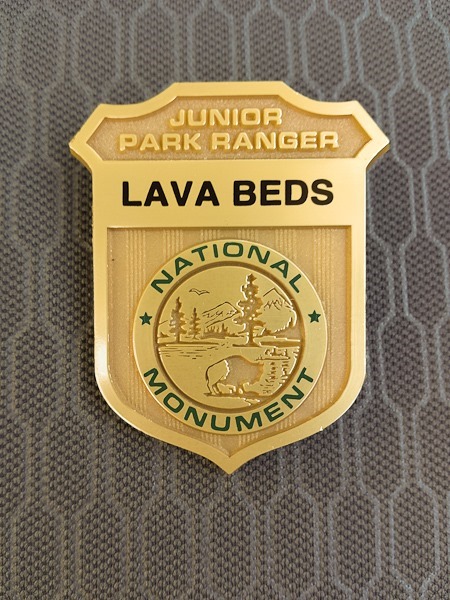 JUNIOR
PARK RANGER
LAVA BEDS
NATIONAL
MONUMENT